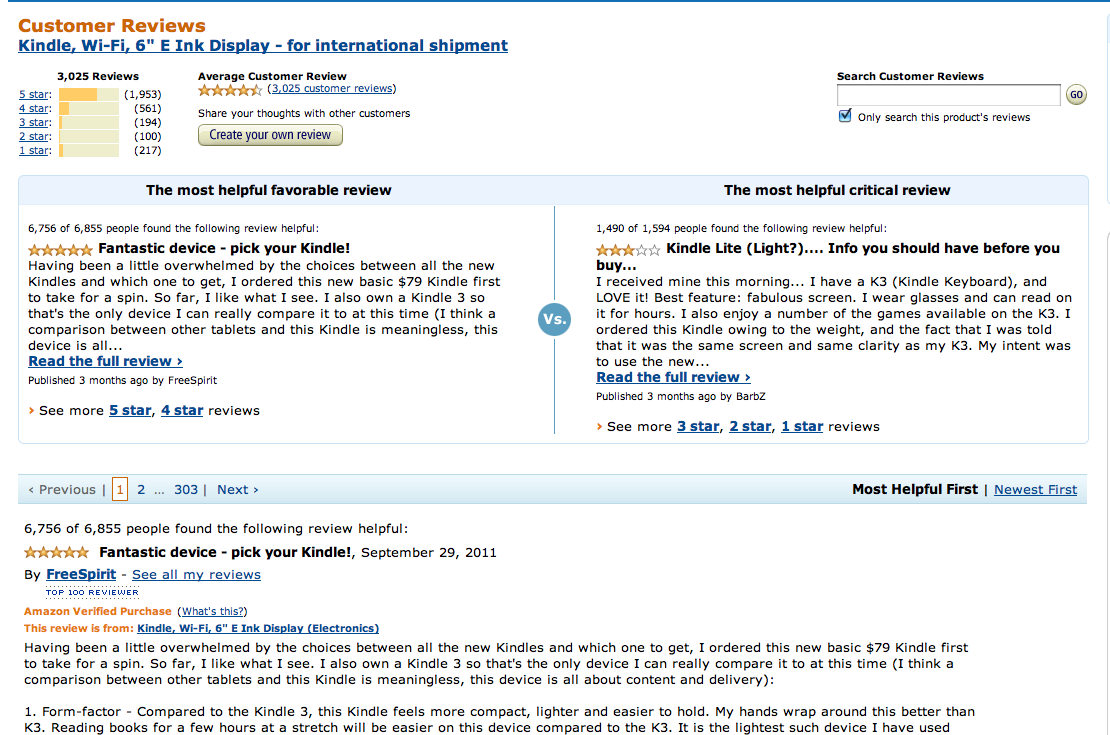 Customer Reviews
Kindle, Wi-Fi, 6" E Ink Display - for international shipment
3,025 Reviews
5 star: (1,953)
4 star: (561)
3 star: (194)
2 star: (100)
1 star: (217)
Average Customer Review
(3,025 customer reviews)
Share your thoughts with other customers
Create your own review
Search Customer Reviews
GO
Only search this product's reviews
The most helpful favorable review
6,756 of 6,855 people found the following review helpful:
Fantastic device - pick your Kindle!
Having been a little overwhelmed by the choices between all the new
Kindles and which one to get, I ordered this new basic $79 Kindle first
to take for a spin. So far, I like what I see. I also own a Kindle 3 so
that's the only device I can really compare it to at this time (I think a
comparison between other tablets and this Kindle is meaningless, this
device is all...
Read the full review ›
Published 3 months ago by FreeSpirit
› See more 5 star, 4 star reviews
Vs.
The most helpful critical review
1,490 of 1,594 people found the following review helpful:
Kindle Lite (Light?).... Info you should have before you
buy...
I received mine this morning... I have a K3 (Kindle Keyboard), and
LOVE it! Best feature: fabulous screen. I wear glasses and can read on
it for hours. I also enjoy a number of the games available on the K3. I
ordered this Kindle owing to the weight, and the fact that I was told
that it was the same screen and same clarity as my K3. My intent was
to use the new...
Read the full review ›
Published 3 months ago by BarbZ
› See more 3 star, 2 star, 1 star reviews
‹ Previous | 1 2 ... 303 | Next ›
Most Helpful First | Newest First
6,756 of 6,855 people found the following review helpful:
Fantastic device - pick your Kindle!, September 29, 2011
By FreeSpirit - See all my reviews
TOP 100 REVIEWER
Amazon Verified Purchase (What's this?)
This review is from: Kindle, Wi-Fi, 6" E Ink Display (Electronics)
Having been a little overwhelmed by the choices between all the new Kindles and which one to get, I ordered this new basic $79 Kindle first
to take for a spin. So far, I like what I see. I also own a Kindle 3 so that's the only device I can really compare it to at this time (I think a
comparison between other tablets and this Kindle is meaningless, this device is all about content and delivery):
1. Form-factor - Compared to the Kindle 3, this Kindle feels more compact, lighter and easier to hold. My hands wrap around this better than
K3. Reading books for a few hours at a stretch will be easier on this device compared to the K3. It is the lightest such device I have used